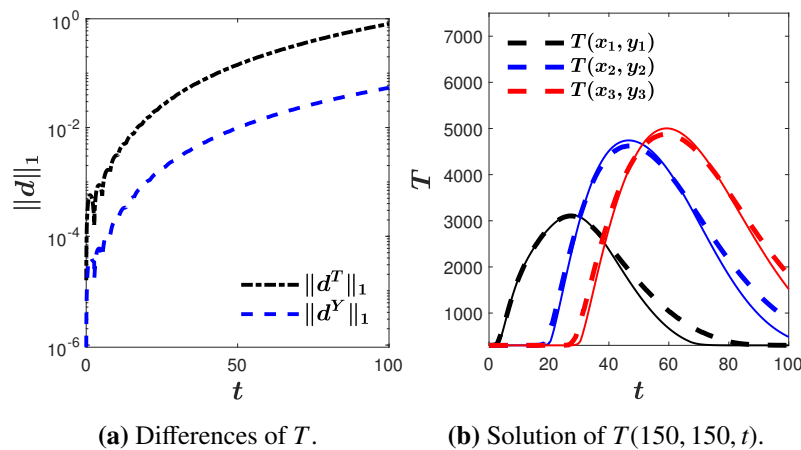 10^0
10^-2
10^-4
10^-6
‖d‖_1
‖d^T‖_1
‖d^Y‖_1
0
50
100
t
7000
6000
5000
4000
3000
2000
1000
T
T(x_1, y_1)
T(x_2, y_2)
T(x_3, y_3)
0
20
40
60
80
100
t
(a) Differences of T.
(b) Solution of T(150, 150, t).